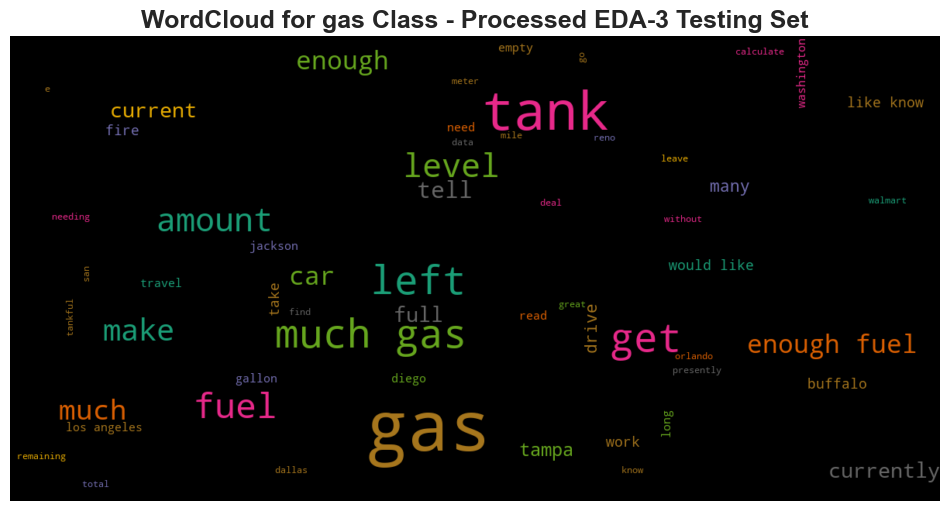 WordCloud for gas Class - Processed EDA-3 Testing Set
empty
go
calculate
washington
enough
meter
e
tank
like know
current
fire
need
mile
data
reno
level
leave
tell
many
deal
walmart
needing
without
amount
jackson
would like
san
travel
car
left
take
find
full
great
tankful
make
much gas
read
drive
get
enough fuel
orlando
presently
gallon
diego
buffalo
fuel
much
los angeles
gas
long
tampa
work
remaining
dallas
know
currently
total